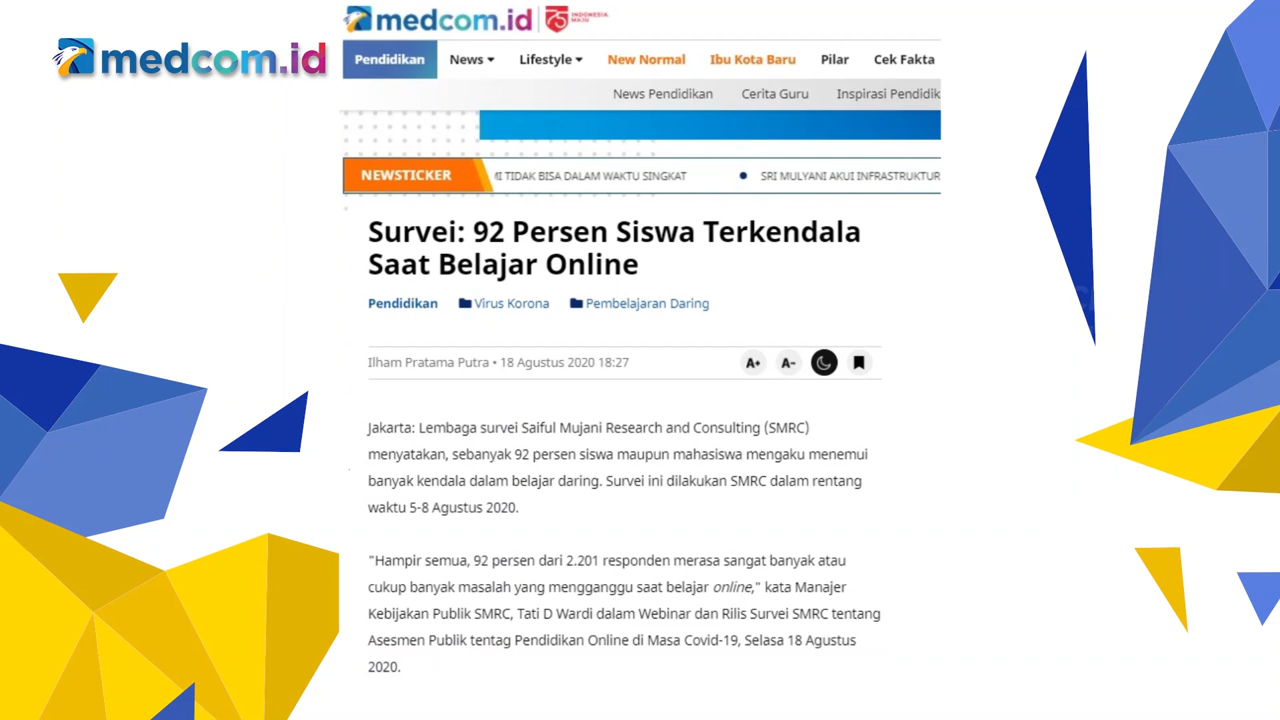 medcom.id
medcom.id
75 INDONESIA MAJU
Pendidikan News Lifestyle New Normal Ibu Kota Baru Pilar Cek Fakta
News Pendidikan Cerita Guru Inspirasi Pendidik
NEWSTICKER TIDAK BISA DALAM WAKTU SINGKAT • SRI MULYANI AKUI INFRASTRUKTUR
Survei: 92 Persen Siswa Terkendala
Saat Belajar Online
Pendidikan Virus Korona Pembelajaran Daring
Ilham Pratama Putra • 18 Agustus 2020 18:27 A+ A-
Jakarta: Lembaga survei Saiful Mujani Research and Consulting (SMRC)
menyatakan, sebanyak 92 persen siswa maupun mahasiswa mengaku menemui
banyak kendala dalam belajar daring. Survei ini dilakukan SMRC dalam rentang
waktu 5-8 Agustus 2020.
"Hampir semua, 92 persen dari 2.201 responden merasa sangat banyak atau
cukup banyak masalah yang mengganggu saat belajar online," kata Manajer
Kebijakan Publik SMRC, Tati D Wardi dalam Webinar dan Rilis Survei SMRC tentang
Asesmen Publik tentag Pendidikan Online di Masa Covid-19, Selasa 18 Agustus
2020.